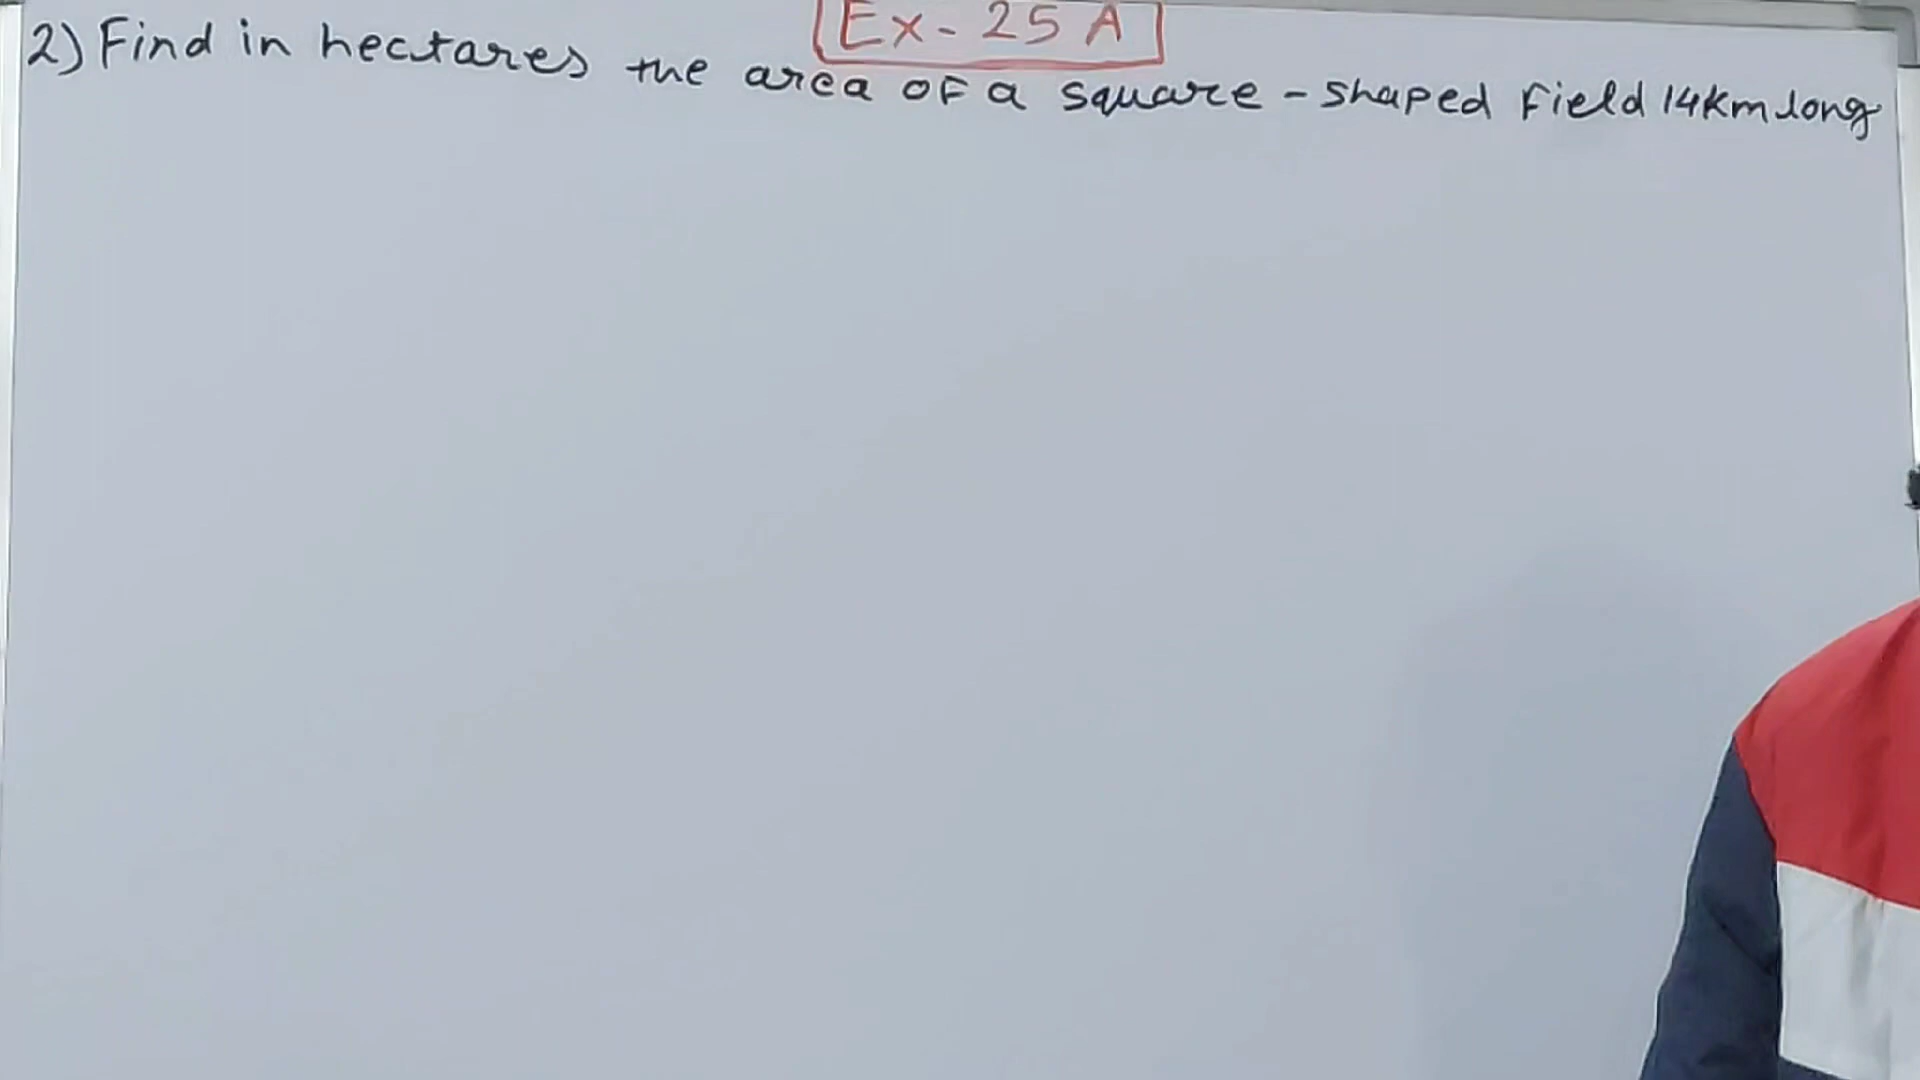 Ex- 25 A
2) Find in hectares the area of a square - shaped field 14km long